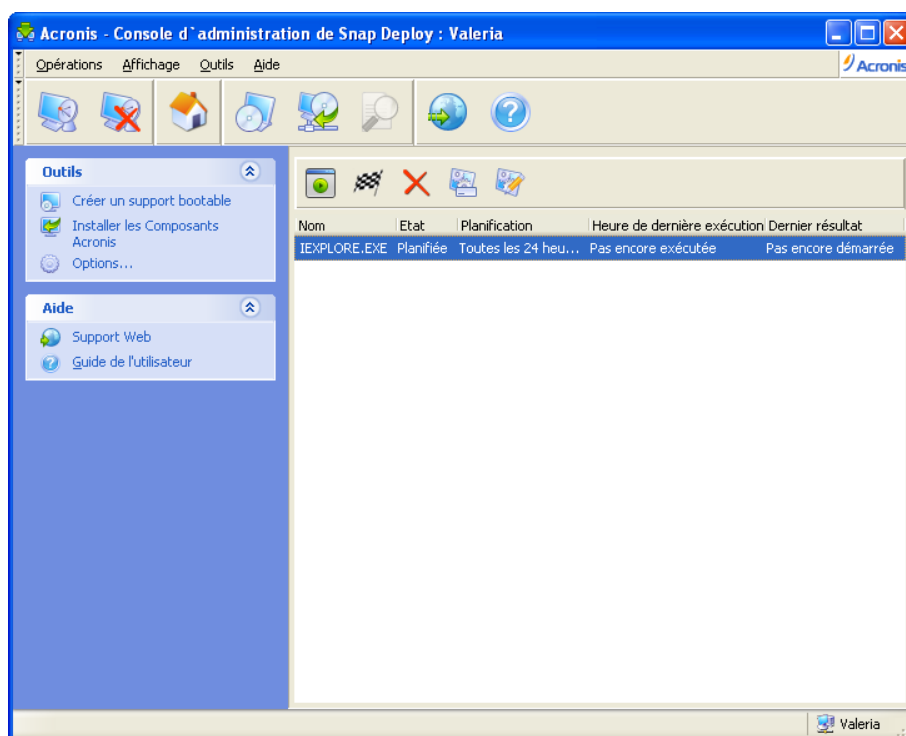 Acronis - Console d`administration de Snap Deploy : Valeria
Opérations Affichage Outils Aide
Acronis
Outils
Créer un support bootable
Installer les Composants
Acronis
Options...
Aide
Support Web
Guide de l'utilisateur
Nom Etat Planification Heure de dernière exécution Dernier résultat
IEXPLORE.EXE Planifiée Toutes les 24 heu... Pas encore exécutée Pas encore démarrée
Valeria